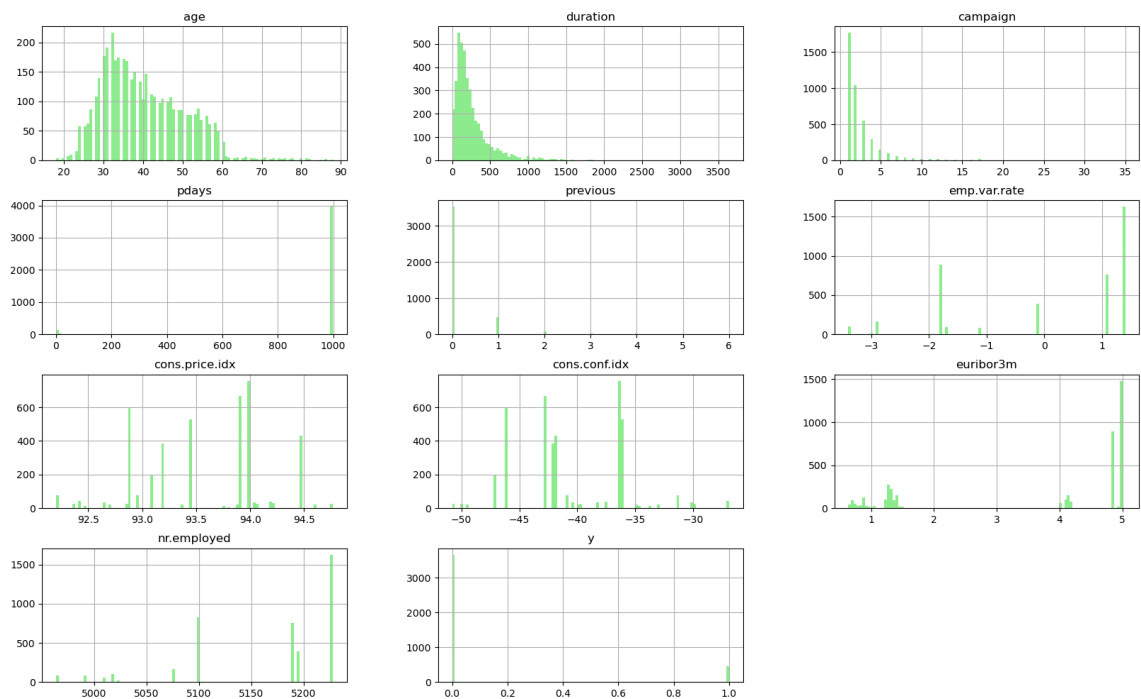 age
200
150
100
50
0
20 30 40 50 60 70 80 90
duration
500
400
300
200
100
0
0 500 1000 1500 2000 2500 3000 3500
campaign
1500
1000
500
0
0 5 10 15 20 25 30 35
pdays
4000
3000
2000
1000
0
0 200 400 600 800 1000
previous
3000
2000
1000
0
0 1 2 3 4 5 6
emp.var.rate
1500
1000
500
0
−3 −2 −1 0 1
cons.price.idx
600
400
200
0
92.5 93.0 93.5 94.0 94.5
cons.conf.idx
600
400
200
0
−50 −45 −40 −35 −30
euribor3m
1500
1000
500
0
1 2 3 4 5
nr.employed
1500
1000
500
0
5000 5050 5100 5150 5200
y
3000
2000
1000
0
0.0 0.2 0.4 0.6 0.8 1.0